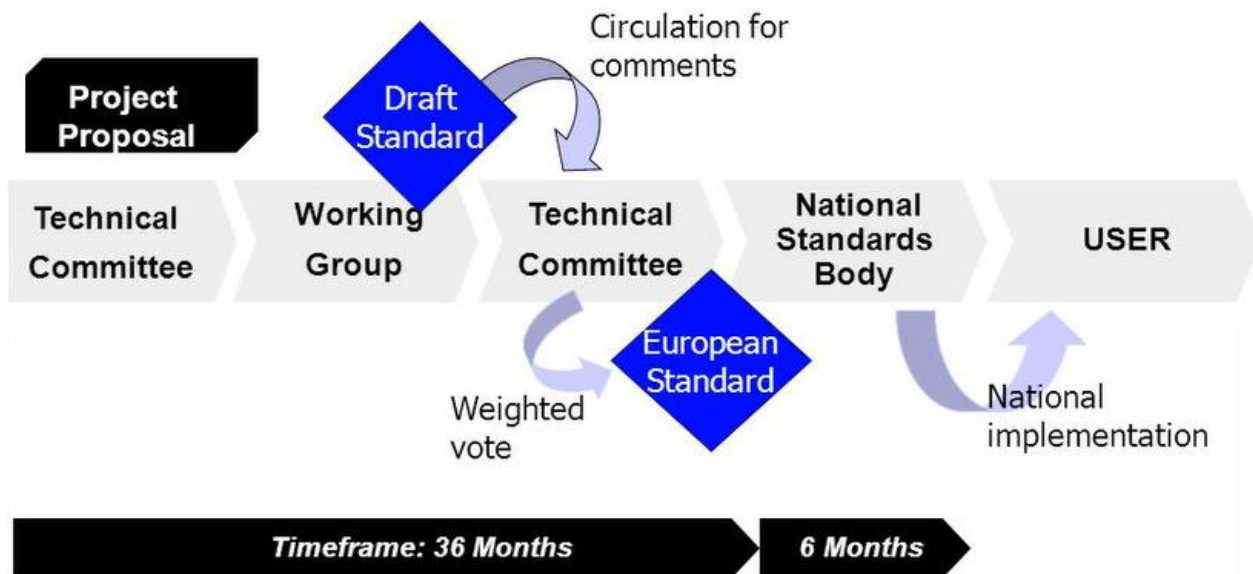 Circulation for
comments
Project
Proposal
Draft
Standard
Technical
Committee
Working
Group
Technical
Committee
National
Standards
Body
USER
European
Standard
Weighted
vote
National
implementation
Timeframe: 36 Months
6 Months